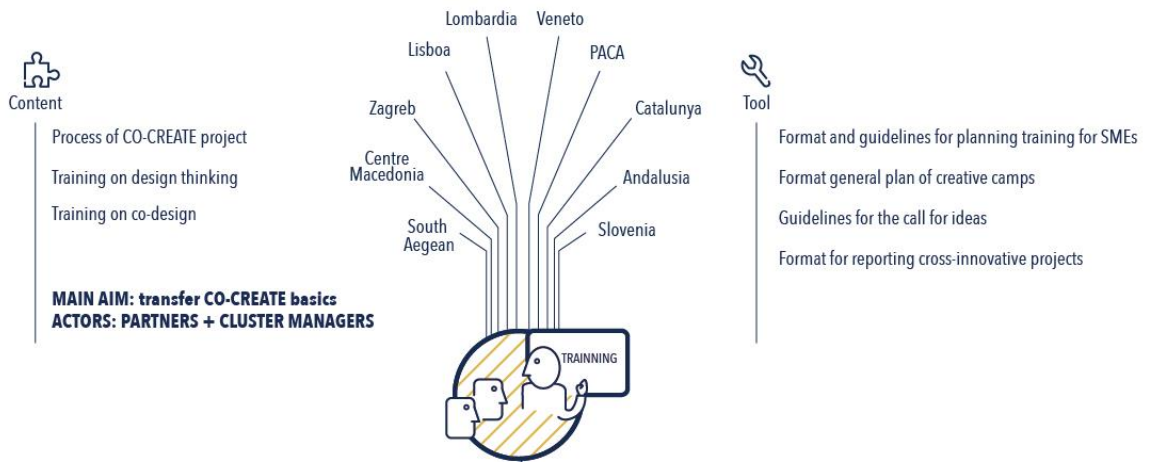 Content
Process of CO-CREATE project
Training on design thinking
Training on co-design
MAIN AIM: transfer CO-CREATE basics
ACTORS: PARTNERS + CLUSTER MANAGERS
Lombardia
Veneto
Lisboa
PACA
Zagreb
Catalunya
Centre
Macedonia
Andalusia
South
Aegean
Slovenia
TRAINNING
Tool
Format and guidelines for planning training for SMEs
Format general plan of creative camps
Guidelines for the call for ideas
Format for reporting cross-innovative projects